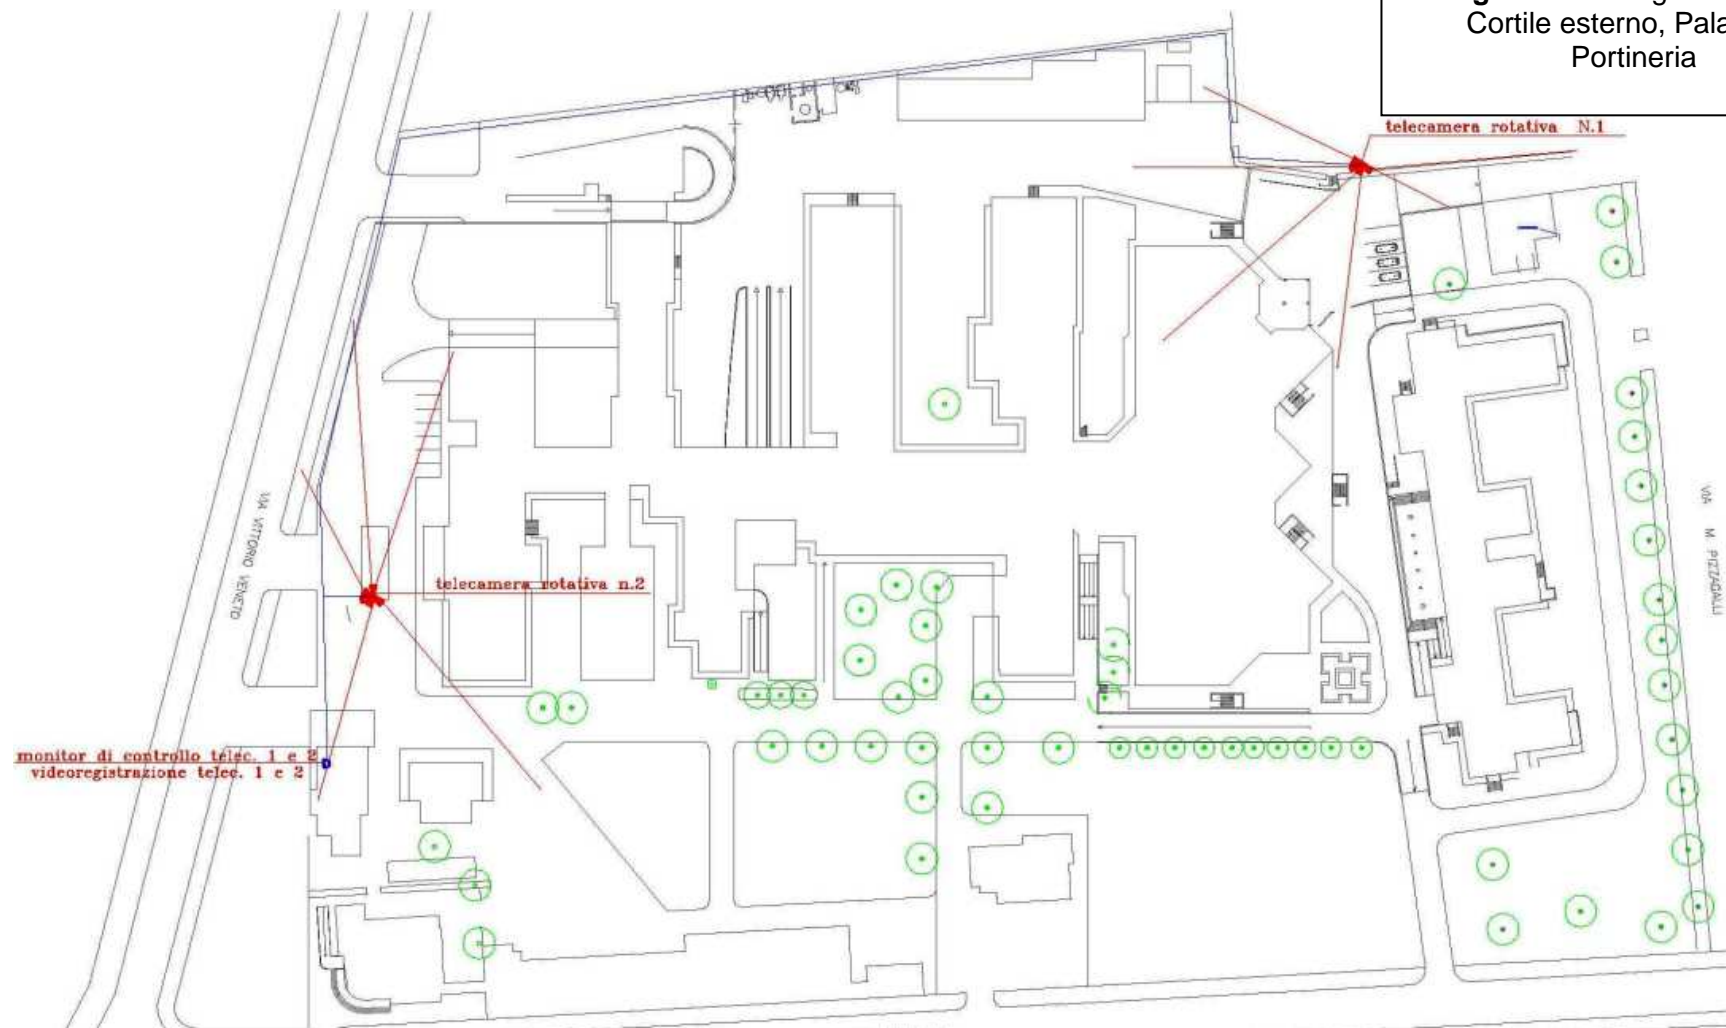 Cortile esterno, Pala
Portineria
telecamera rotativa N.1
VIA VITTORIO VENETO
telecamera rotativa n.2
VIA M PIZZAGALLI
monitor di controllo telec. 1 e 2
videoregistrazione telec. 1 e 2